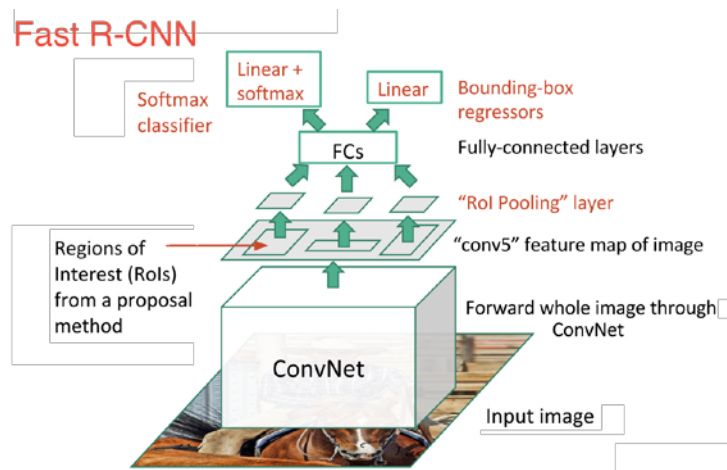 Fast R-CNN
Linear +
softmax
Linear
Softmax
classifier
Bounding-box
regressors
FCs
Fully-connected layers
"RoI Pooling" layer
Regions of
Interest (RoIs)
from a proposal
method
"conv5" feature map of image
Forward whole image through
ConvNet
ConvNet
Input image